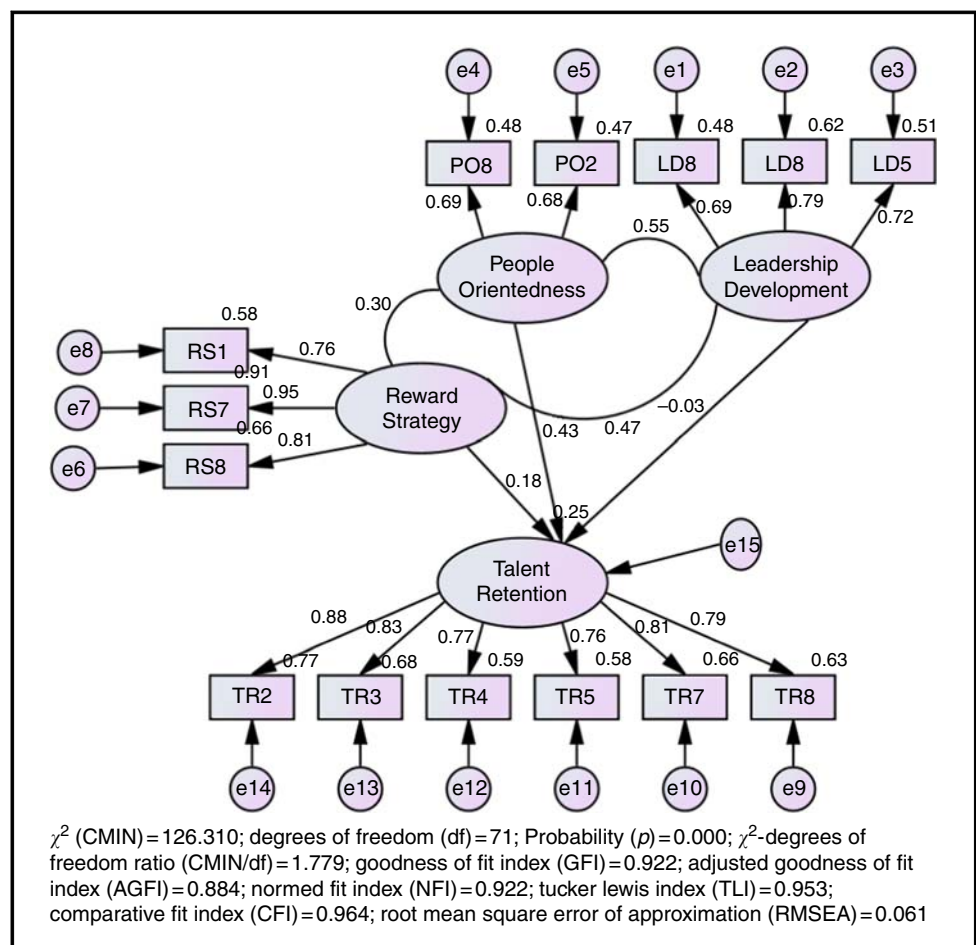 e4 e5 e1 e2 e3
0.48 0.47 0.48 0.62 0.51
PO8 PO2 LD8 LD8 LD5
0.69 0.68 0.69 0.79 0.72
0.55
People
Orientedness
Leadership
Development
0.30
0.58
e8 RS1 0.76
0.91
e7 RS7 0.95
0.66
e6 RS8 0.81
Reward
Strategy
–0.03
0.43 0.47
0.18
0.25
e15
Talent
Retention
0.88 0.83 0.77 0.76 0.81 0.79
0.77 0.68 0.59 0.58 0.66 0.63
TR2 TR3 TR4 TR5 TR7 TR8
e14 e13 e12 e11 e10 e9
χ² (CMIN)=126.310; degrees of freedom (df)=71; Probability (p)=0.000; χ²-degrees of
freedom ratio (CMIN/df)=1.779; goodness of fit index (GFI)=0.922; adjusted goodness of fit
index (AGFI)=0.884; normed fit index (NFI)=0.922; tucker lewis index (TLI)=0.953;
comparative fit index (CFI)=0.964; root mean square error of approximation (RMSEA)=0.061